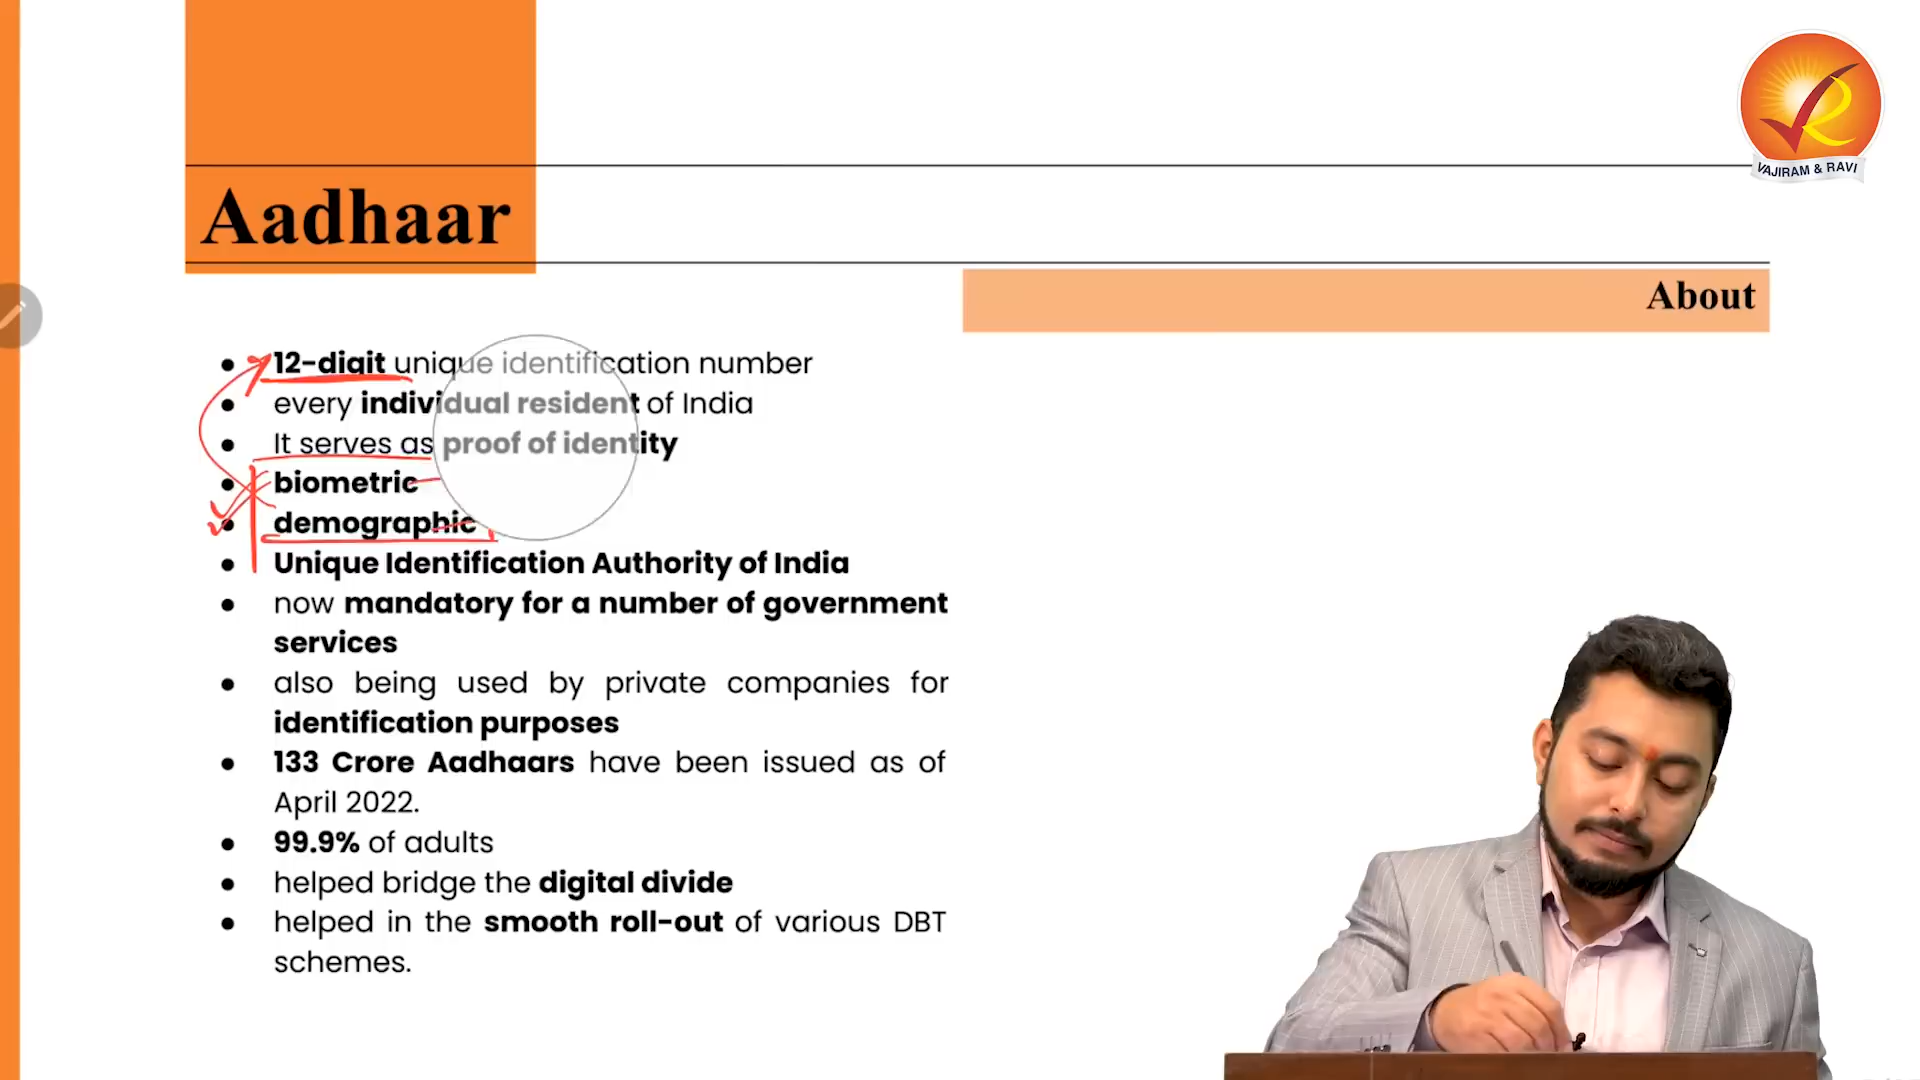 VAJIRAM & RAVI
Aadhaar
About
12-digit unique identification number
every individual resident of India
It serves as proof of identity
biometric
demographic
Unique Identification Authority of India
now mandatory for a number of government
services
also being used by private companies for
identification purposes
133 Crore Aadhaars have been issued as of
April 2022.
99.9% of adults
helped bridge the digital divide
helped in the smooth roll-out of various DBT
schemes.